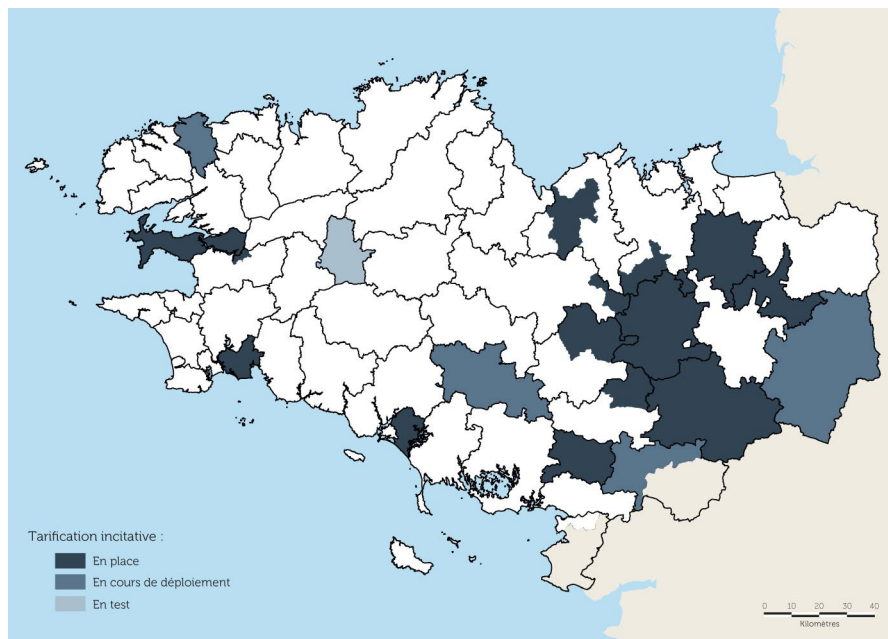 Tarification incitative :
En place
En cours de déploiement
En test
0 10 20 30 40
Kilomètres